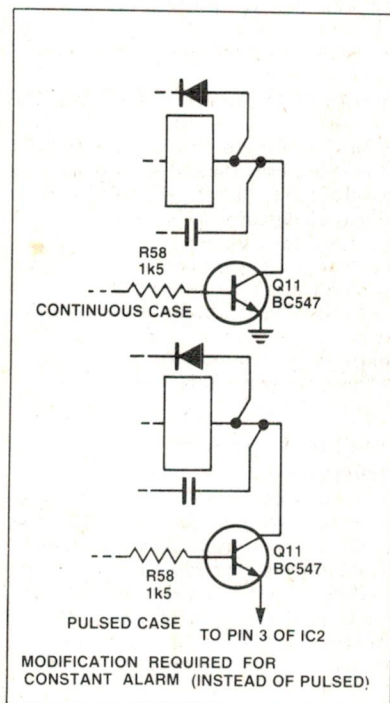 R58
1k5
Q11
BC547
CONTINUOUS CASE
Q11
BC547
R58
1k5
PULSED CASE
TO PIN 3 OF IC2
MODIFICATION REQUIRED FOR
CONSTANT ALARM (INSTEAD OF PULSED)